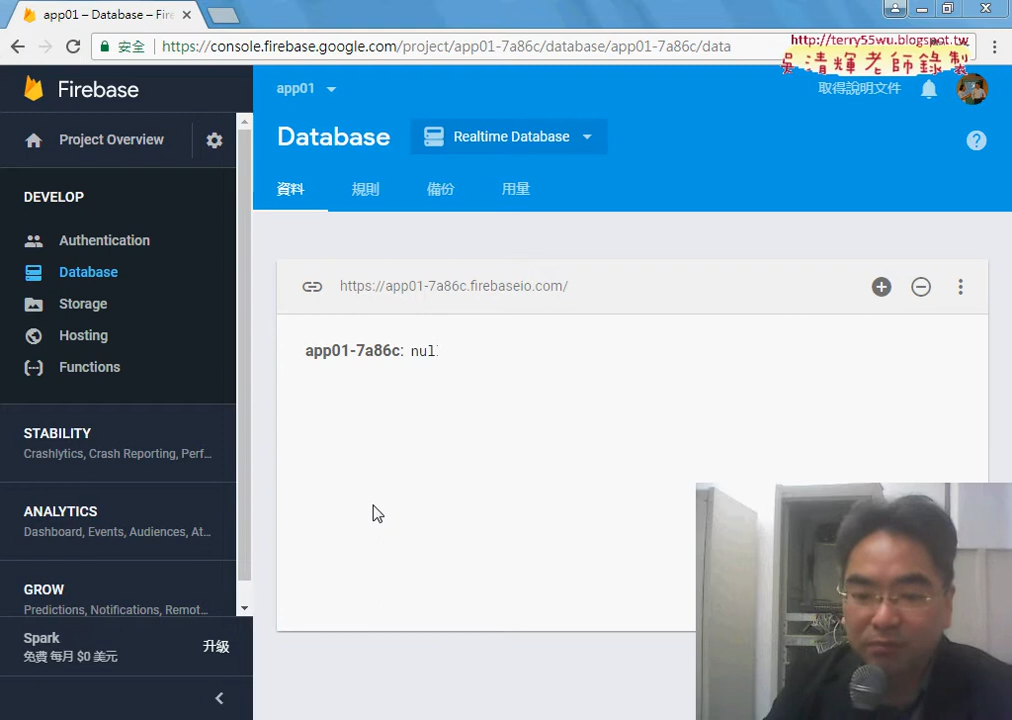 app01 – Database – Fire
安全 https://console.firebase.google.com/project/app01-7a86c/database/app01-7a86c/data
http://terry55wu.blogspot.tw
吳清輝老師錄製
Firebase
app01
取得說明文件
Project Overview
Database
Realtime Database
資料
規則
備份
用量
DEVELOP
Authentication
Database
Storage
Hosting
Functions
https://app01-7a86c.firebaseio.com/
app01-7a86c: null
STABILITY
Crashlytics, Crash Reporting, Perf...
ANALYTICS
Dashboard, Events, Audiences, At...
GROW
Predictions, Notifications, Remot...
Spark
免費 每月 $0 美元
升級